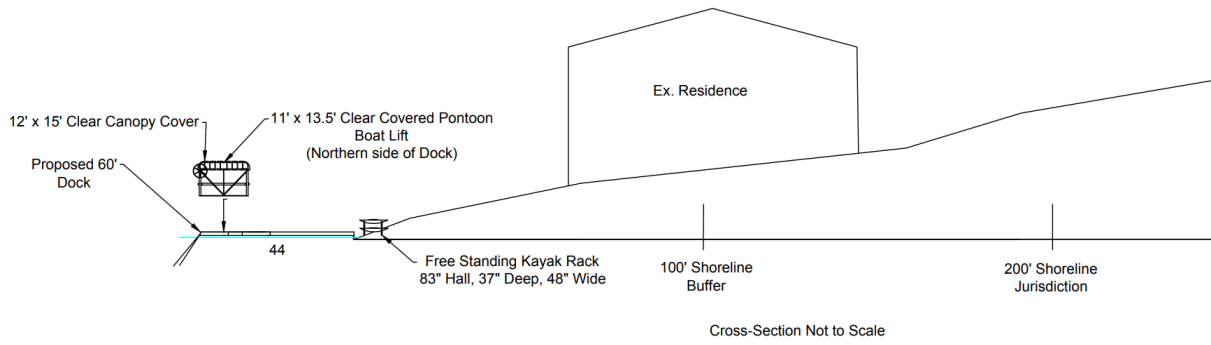 Ex. Residence
12' x 15' Clear Canopy Cover
11' x 13.5' Clear Covered Pontoon
Boat Lift
(Northern side of Dock)
Proposed 60'
Dock
44
Free Standing Kayak Rack
83" Hall, 37" Deep, 48" Wide
100' Shoreline
Buffer
200' Shoreline
Jurisdiction
Cross-Section Not to Scale